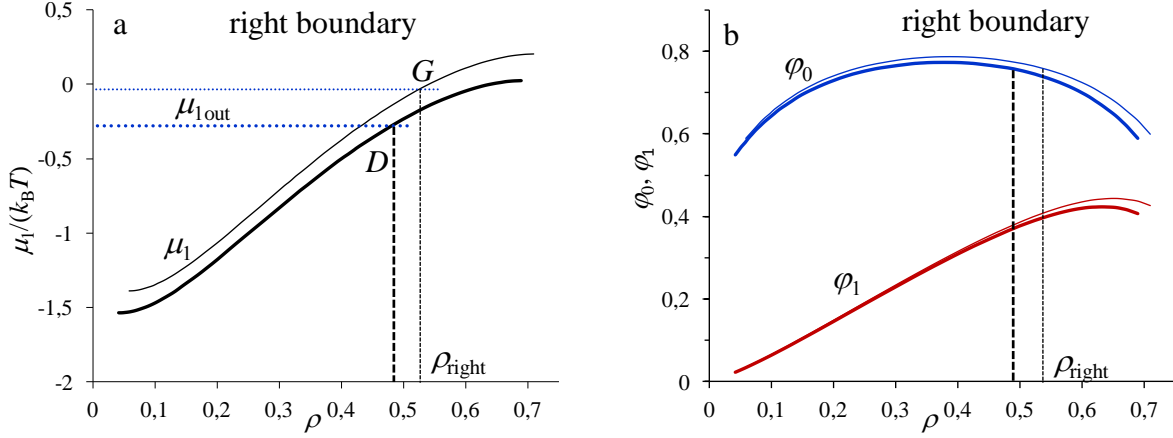 a
right boundary
0,5
0
-0,5
-1
-1,5
-2
μ₁/(k_BT)
G
μ₁out
D
μ₁
ρ_right
0 0,1 0,2 0,3 0,4 0,5 0,6 0,7
ρ
b
right boundary
0,8
0,6
0,4
0,2
0
φ₀, φ₁
φ₀
φ₁
ρ_right
0 0,1 0,2 0,3 0,4 0,5 0,6 0,7
ρ